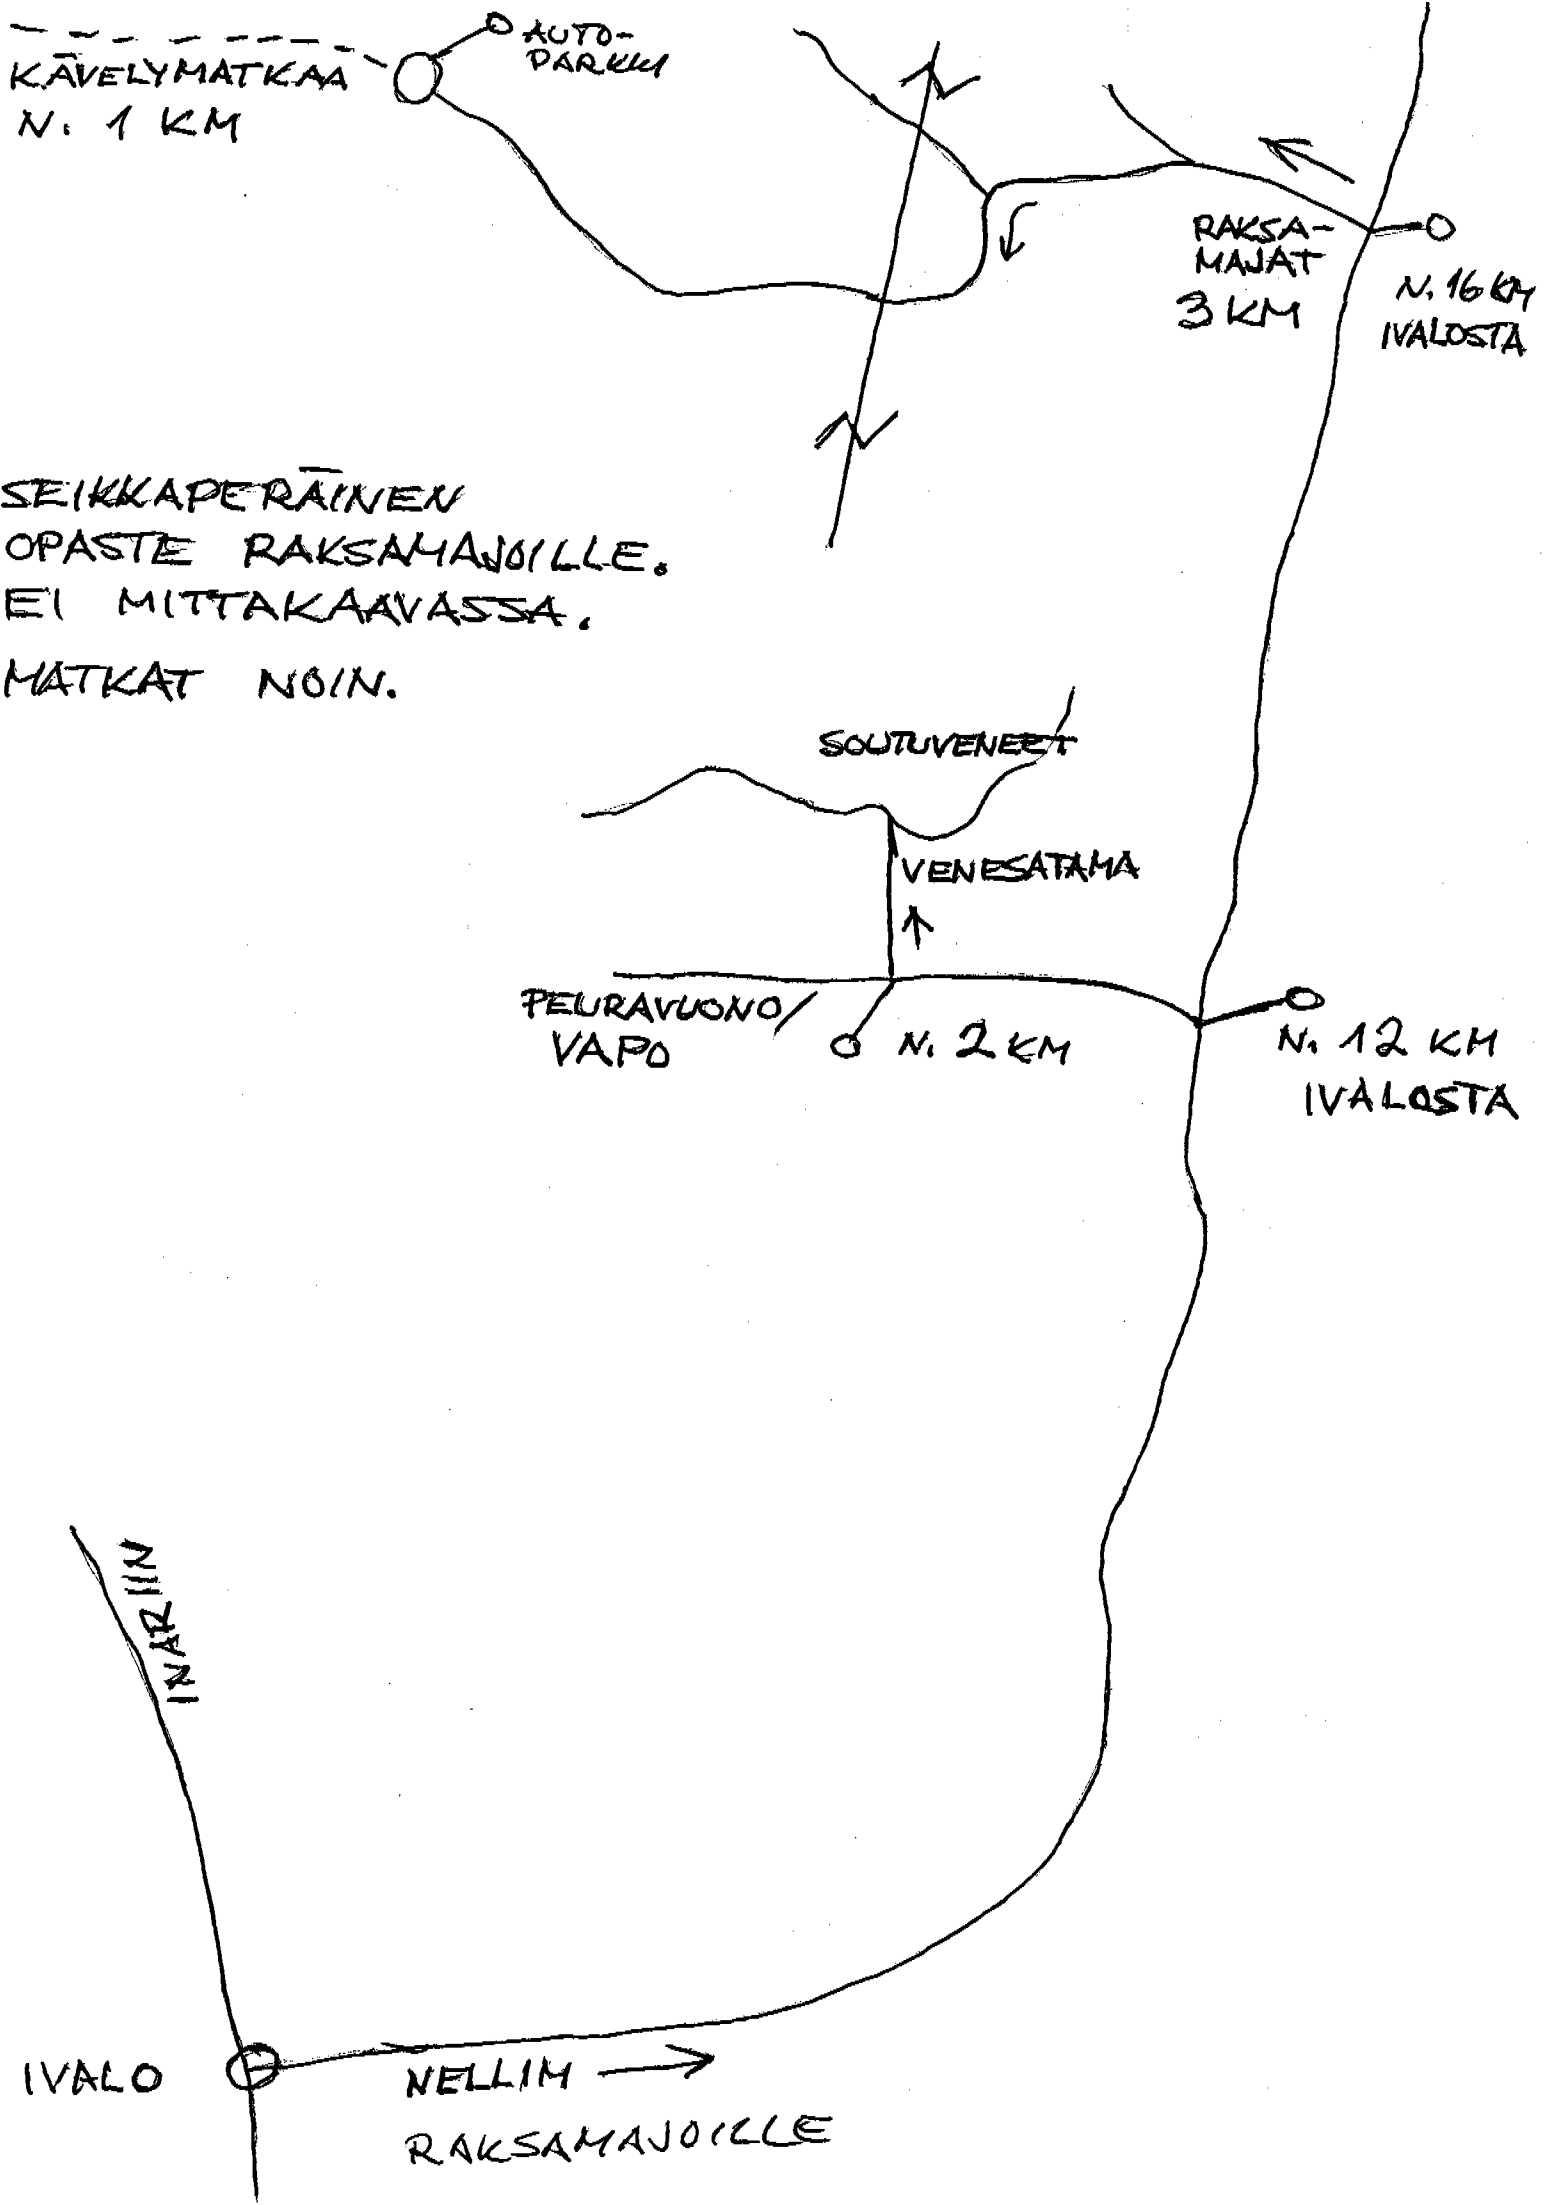 AUTO-
PARKKI
KÄVELYMATKAA
N. 1 KM
RAKSA-
MAJAT
3 KM
N. 16 KM
IVALOSTA
SEIKKAPERÄINEN
OPASTE RAKSAMAJOILLE.
EI MITTAKAAVASSA.
MATKAT NOIN.
SOUTUVENEET
VENESATAMA
PEURAVUONO/
VAPO
N. 2 KM
N. 12 KM
IVALOSTA
INARIIN
IVALO
NELLIM
RAKSAMAJOILLE